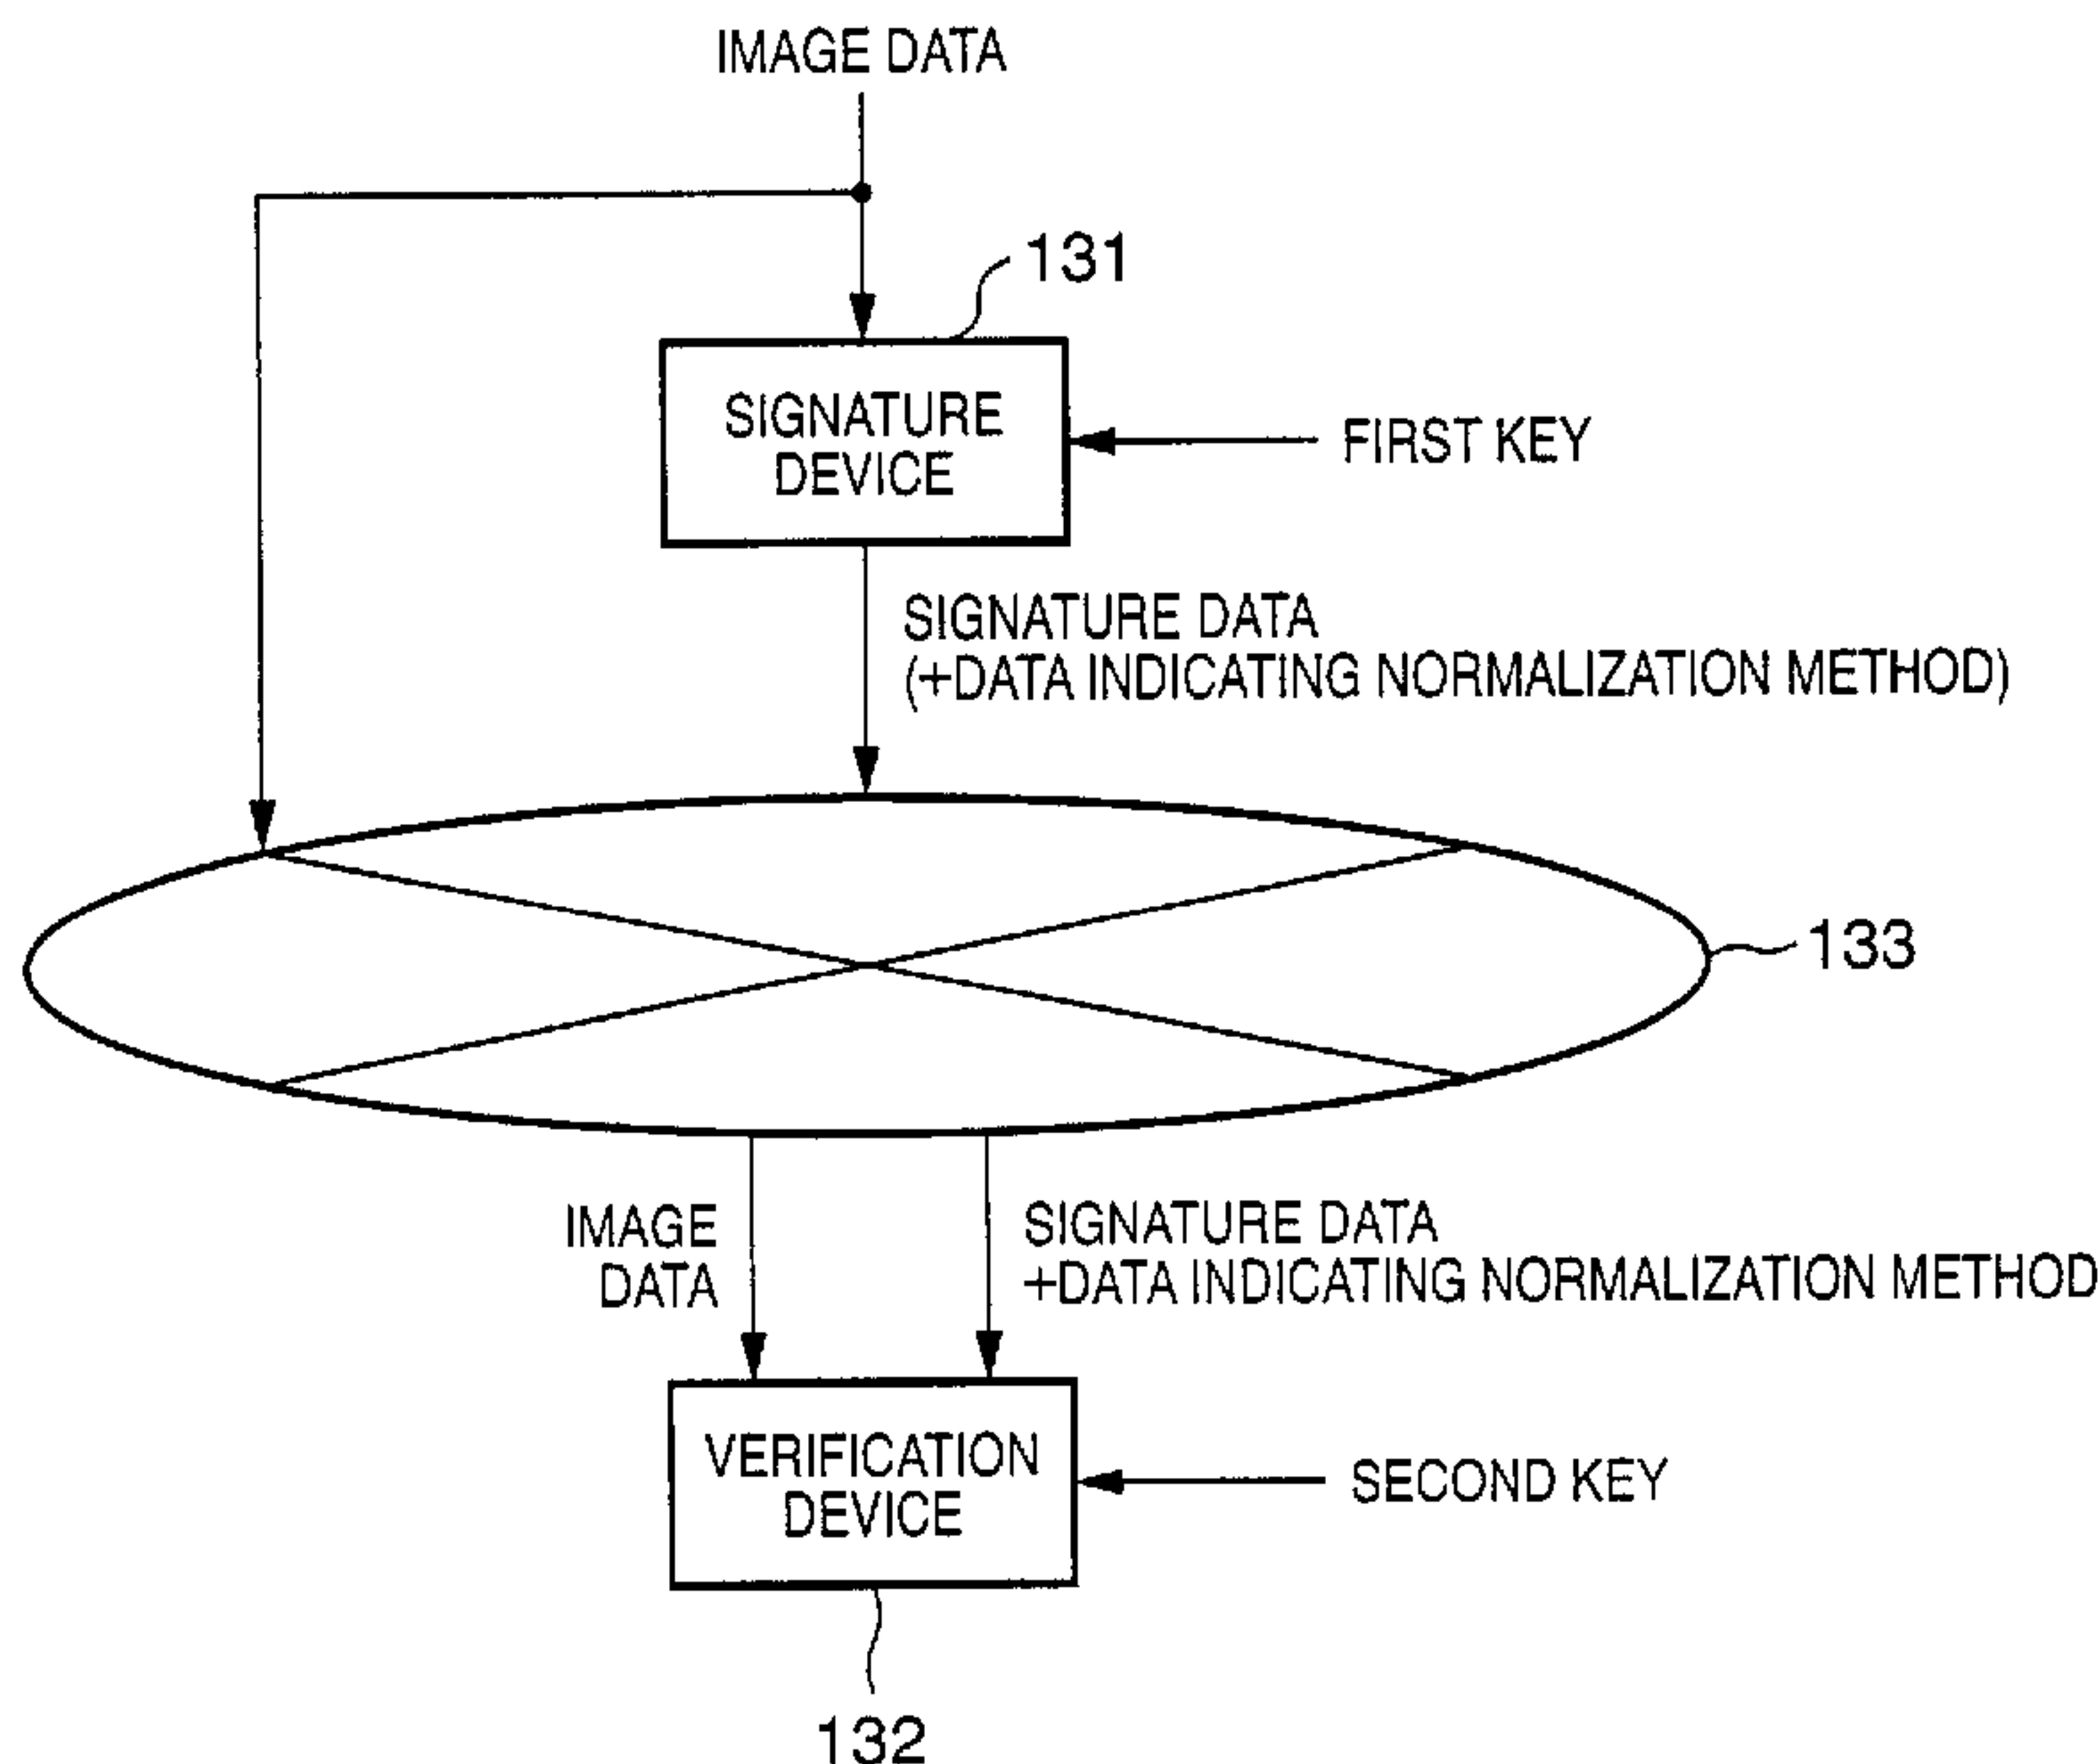 IMAGE DATA
131
SIGNATURE
DEVICE
FIRST KEY
SIGNATURE DATA
(+DATA INDICATING NORMALIZATION METHOD)
133
IMAGE
DATA
SIGNATURE DATA
+DATA INDICATING NORMALIZATION METHOD
VERIFICATION
DEVICE
SECOND KEY
132